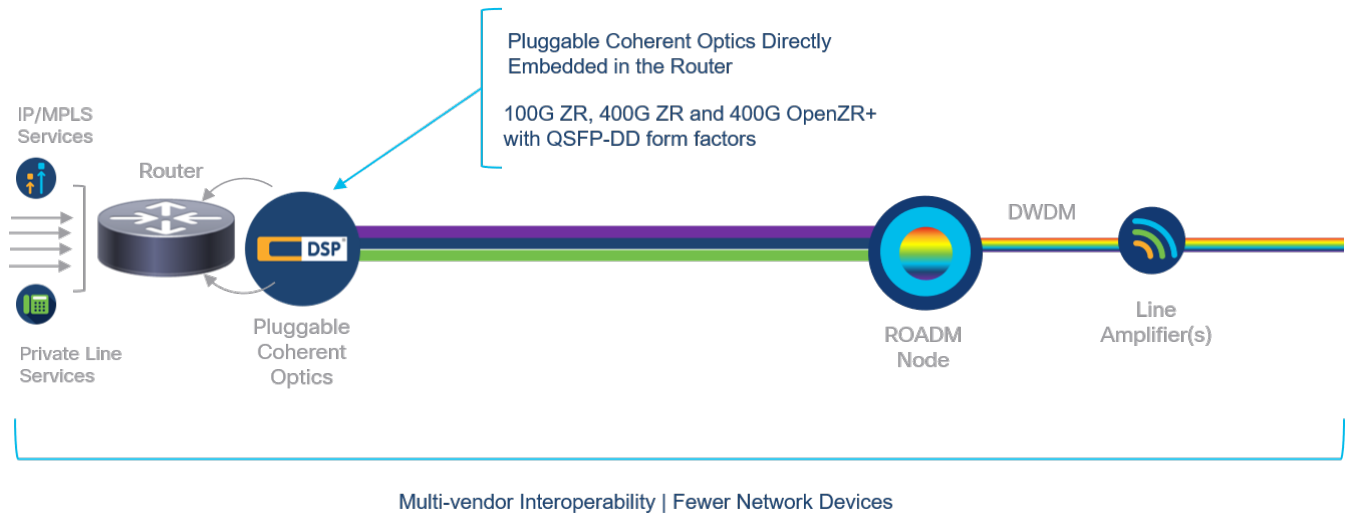 Pluggable Coherent Optics Directly
Embedded in the Router
100G ZR, 400G ZR and 400G OpenZR+
with QSFP-DD form factors
IP/MPLS
Services
Router
DSP
Pluggable
Coherent
Optics
Private Line
Services
ROADM
Node
DWDM
Line
Amplifier(s)
Multi-vendor Interoperability | Fewer Network Devices